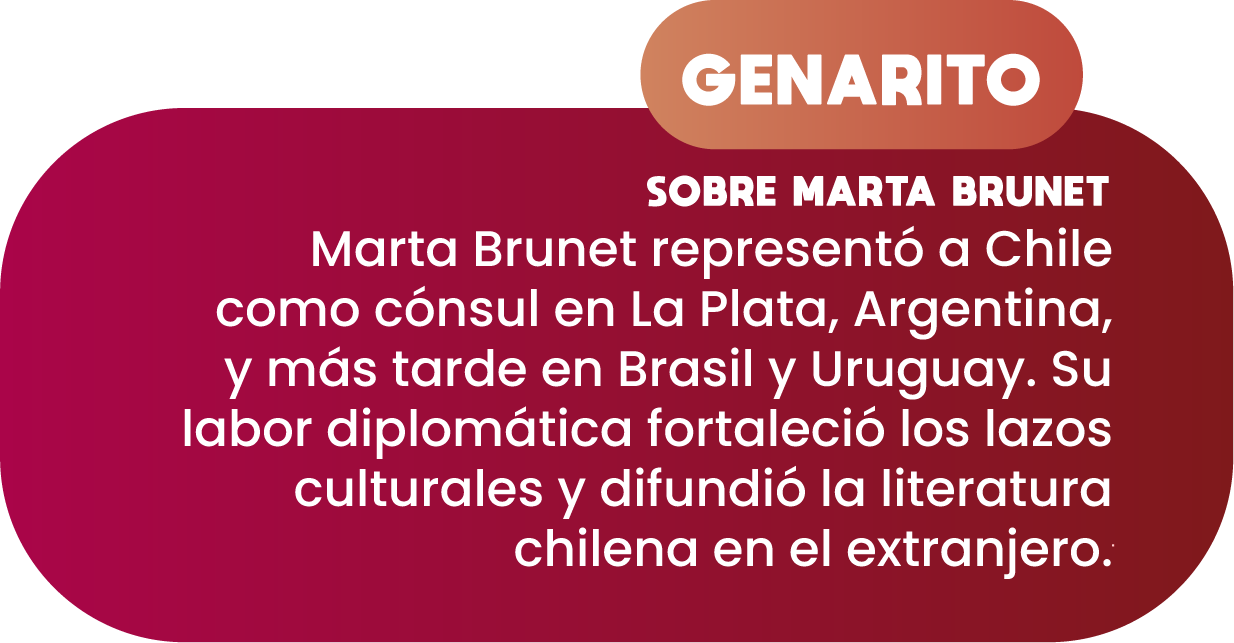 GENARITO
SOBRE MARTA BRUNET
Marta Brunet representó a Chile
como cónsul en La Plata, Argentina,
y más tarde en Brasil y Uruguay. Su
labor diplomática fortaleció los lazos
culturales y difundió la literatura
chilena en el extranjero.